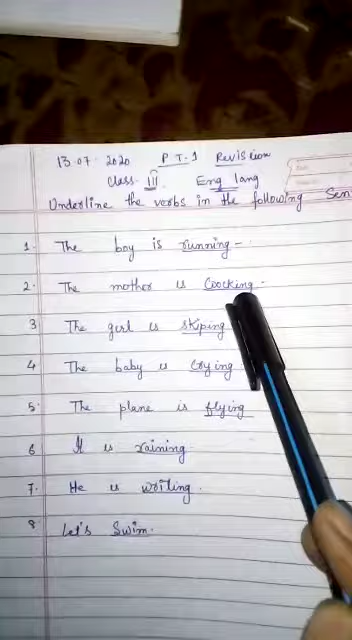 13-07-2020 P.T.1 Revision
Class-III Eng lang
Underline the verbs in the following Sen
1. The boy is running.
2. The mother is Coocking.
3 The girl is skiping
4 The baby is Crying.
5. The plane is flying
6 It is raining.
7. He is writing.
8 Let's Swim.